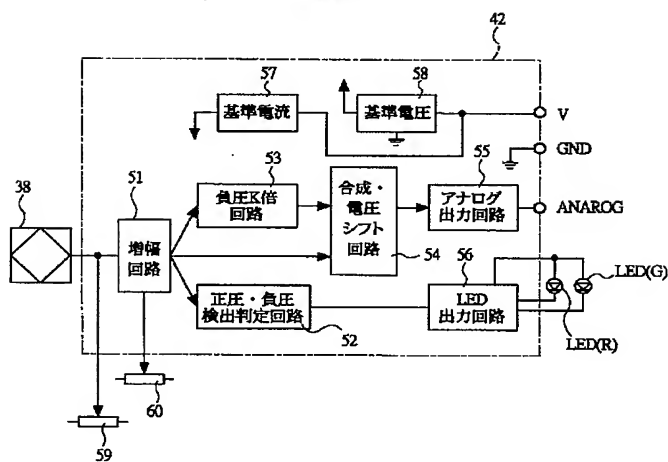 42
57
58
基準電流
基準電圧
V
GND
53
51
38
負圧K倍
回路
合成・
電圧
シフト
回路
55
アナログ
出力回路
ANAROG
増幅
回路
54
56
LED(G)
正圧・負圧
検出判定回路
LED
出力回路
52
LED(R)
60
59